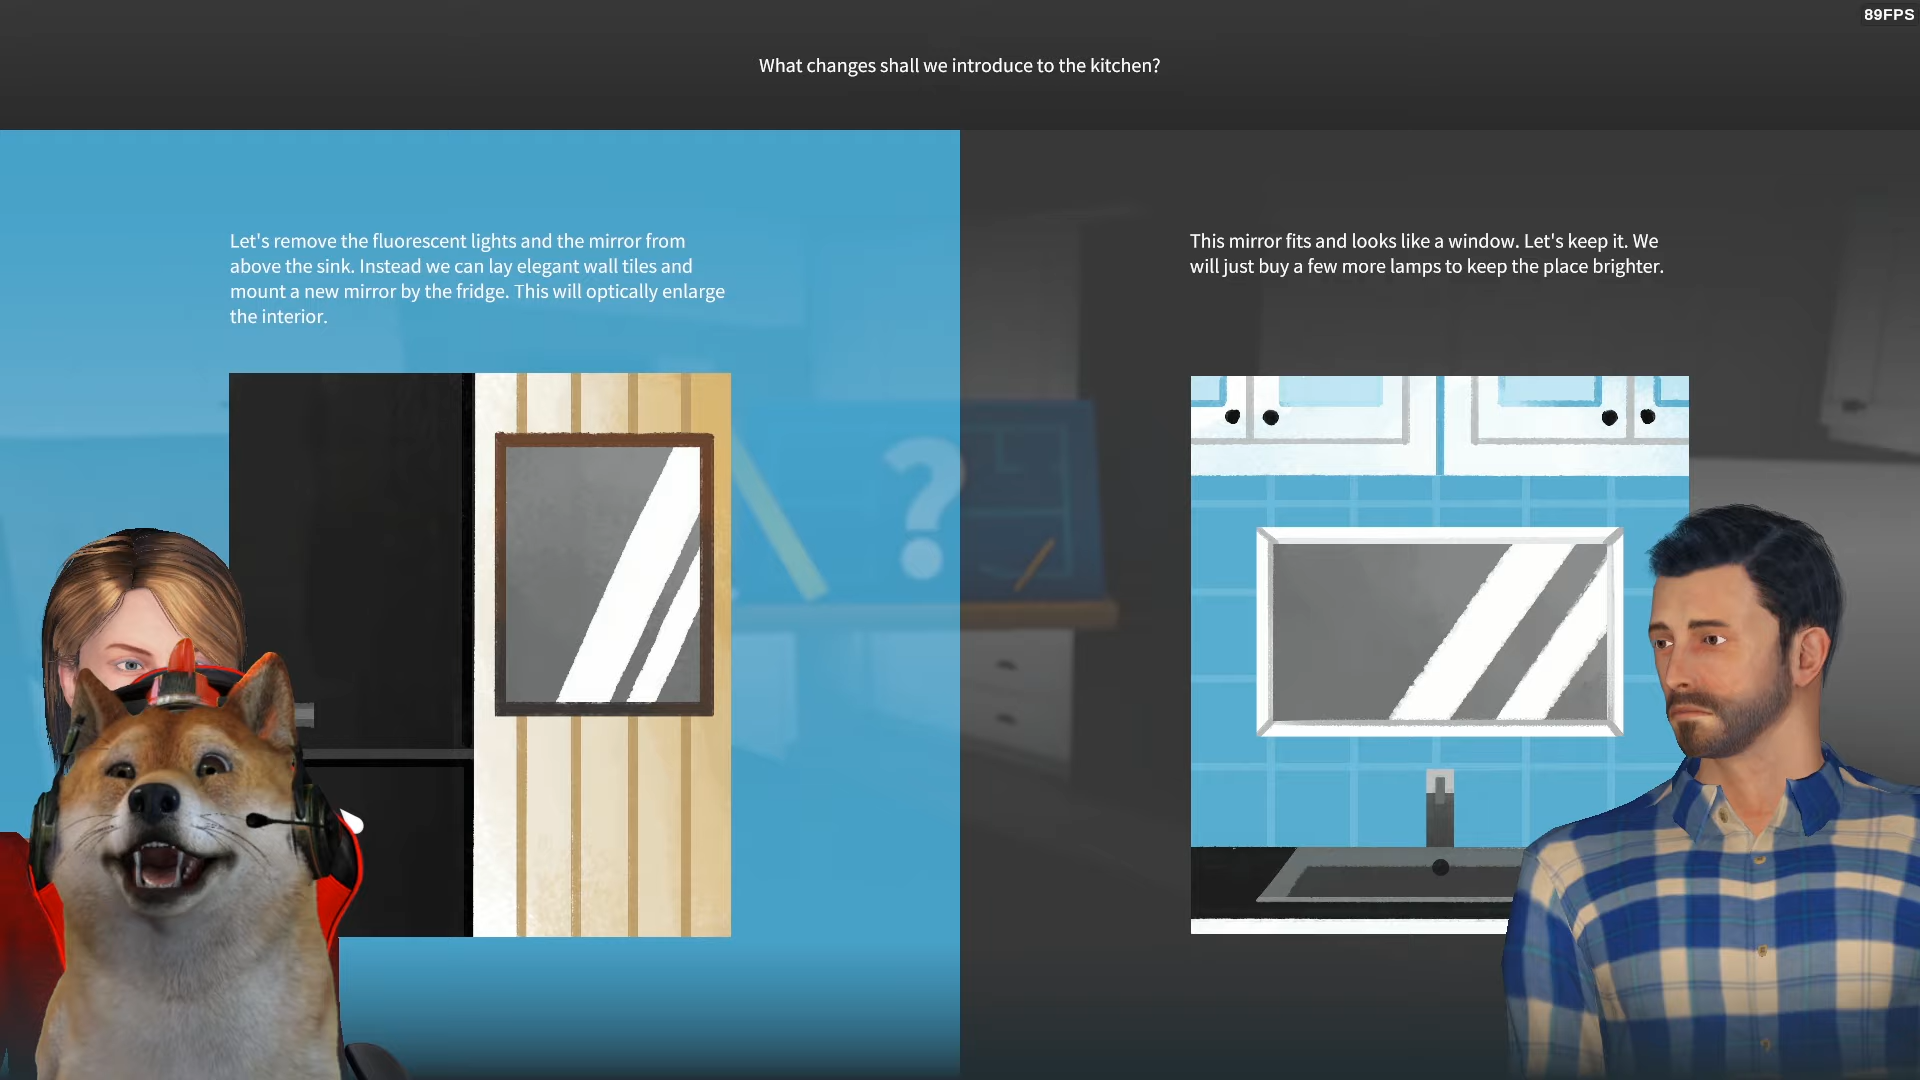 89FPS
What changes shall we introduce to the kitchen?
Let's remove the fluorescent lights and the mirror from
above the sink. Instead we can lay elegant wall tiles and
mount a new mirror by the fridge. This will optically enlarge
the interior.
This mirror fits and looks like a window. Let's keep it. We
will just buy a few more lamps to keep the place brighter.
?